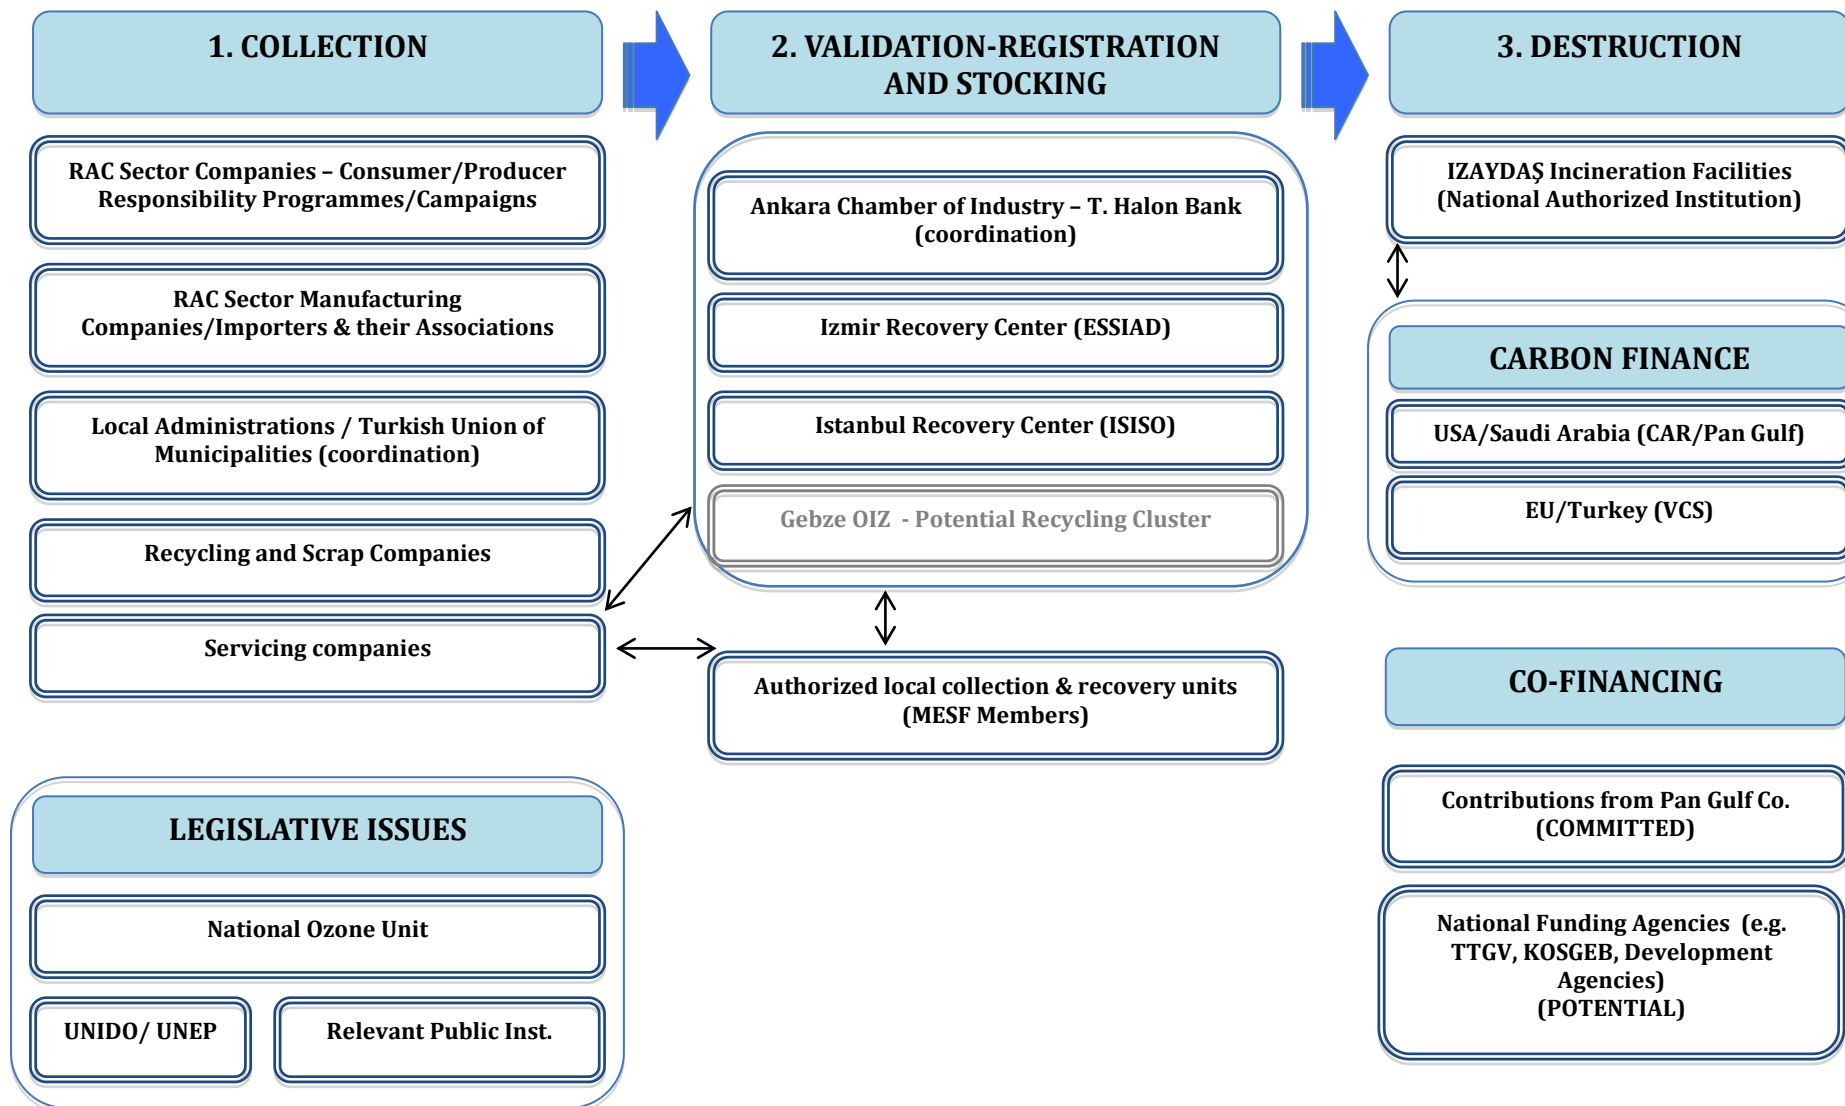 1. COLLECTION
RAC Sector Companies – Consumer/Producer
Responsibility Programmes/Campaigns
RAC Sector Manufacturing
Companies/Importers & their Associations
Local Administrations / Turkish Union of
Municipalities (coordination)
Recycling and Scrap Companies
Servicing companies
2. VALIDATION-REGISTRATION
AND STOCKING
Ankara Chamber of Industry – T. Halon Bank
(coordination)
Izmir Recovery Center (ESSIAD)
Istanbul Recovery Center (ISISO)
Gebze OIZ - Potential Recycling Cluster
Authorized local collection & recovery units
(MESF Members)
3. DESTRUCTION
IZAYDAŞ Incineration Facilities
(National Authorized Institution)
CARBON FINANCE
USA/Saudi Arabia (CAR/Pan Gulf)
EU/Turkey (VCS)
CO-FINANCING
Contributions from Pan Gulf Co.
(COMMITTED)
National Funding Agencies (e.g.
TTGV, KOSGEB, Development
Agencies)
(POTENTIAL)
LEGISLATIVE ISSUES
National Ozone Unit
UNIDO/ UNEP
Relevant Public Inst.